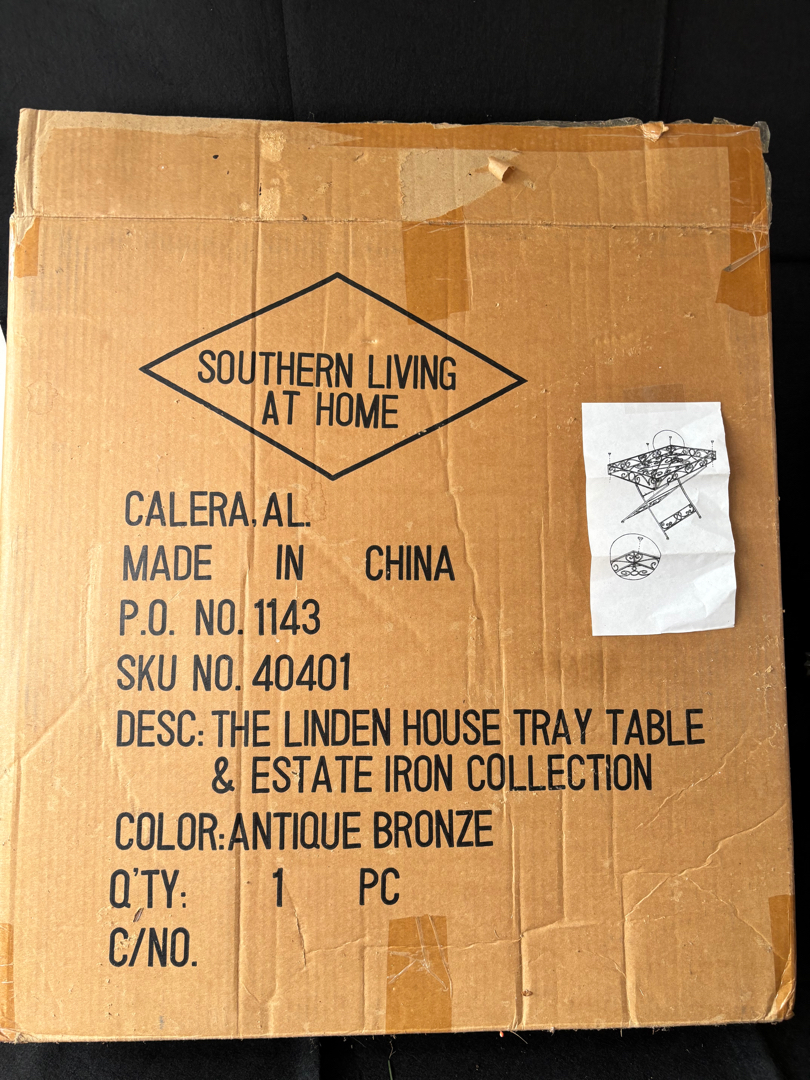 SOUTHERN LIVING
AT HOME
CALERA, AL.
MADE IN CHINA
P.O. NO. 1143
SKU NO. 40401
DESC: THE LINDEN HOUSE TRAY TABLE
& ESTATE IRON COLLECTION
COLOR: ANTIQUE BRONZE
Q'TY: 1 PC
C/NO.